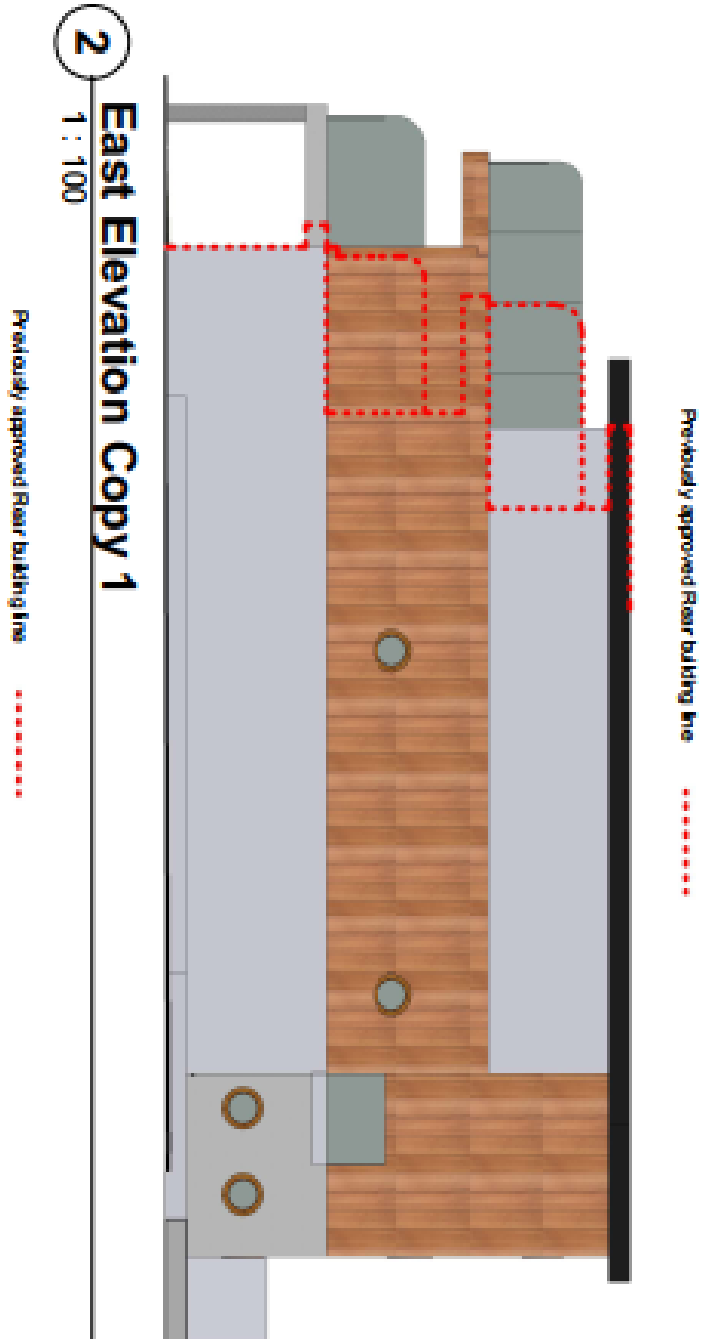 Previously approved Rear building line
2
East Elevation Copy 1
1 : 100
Previously approved Rear building line